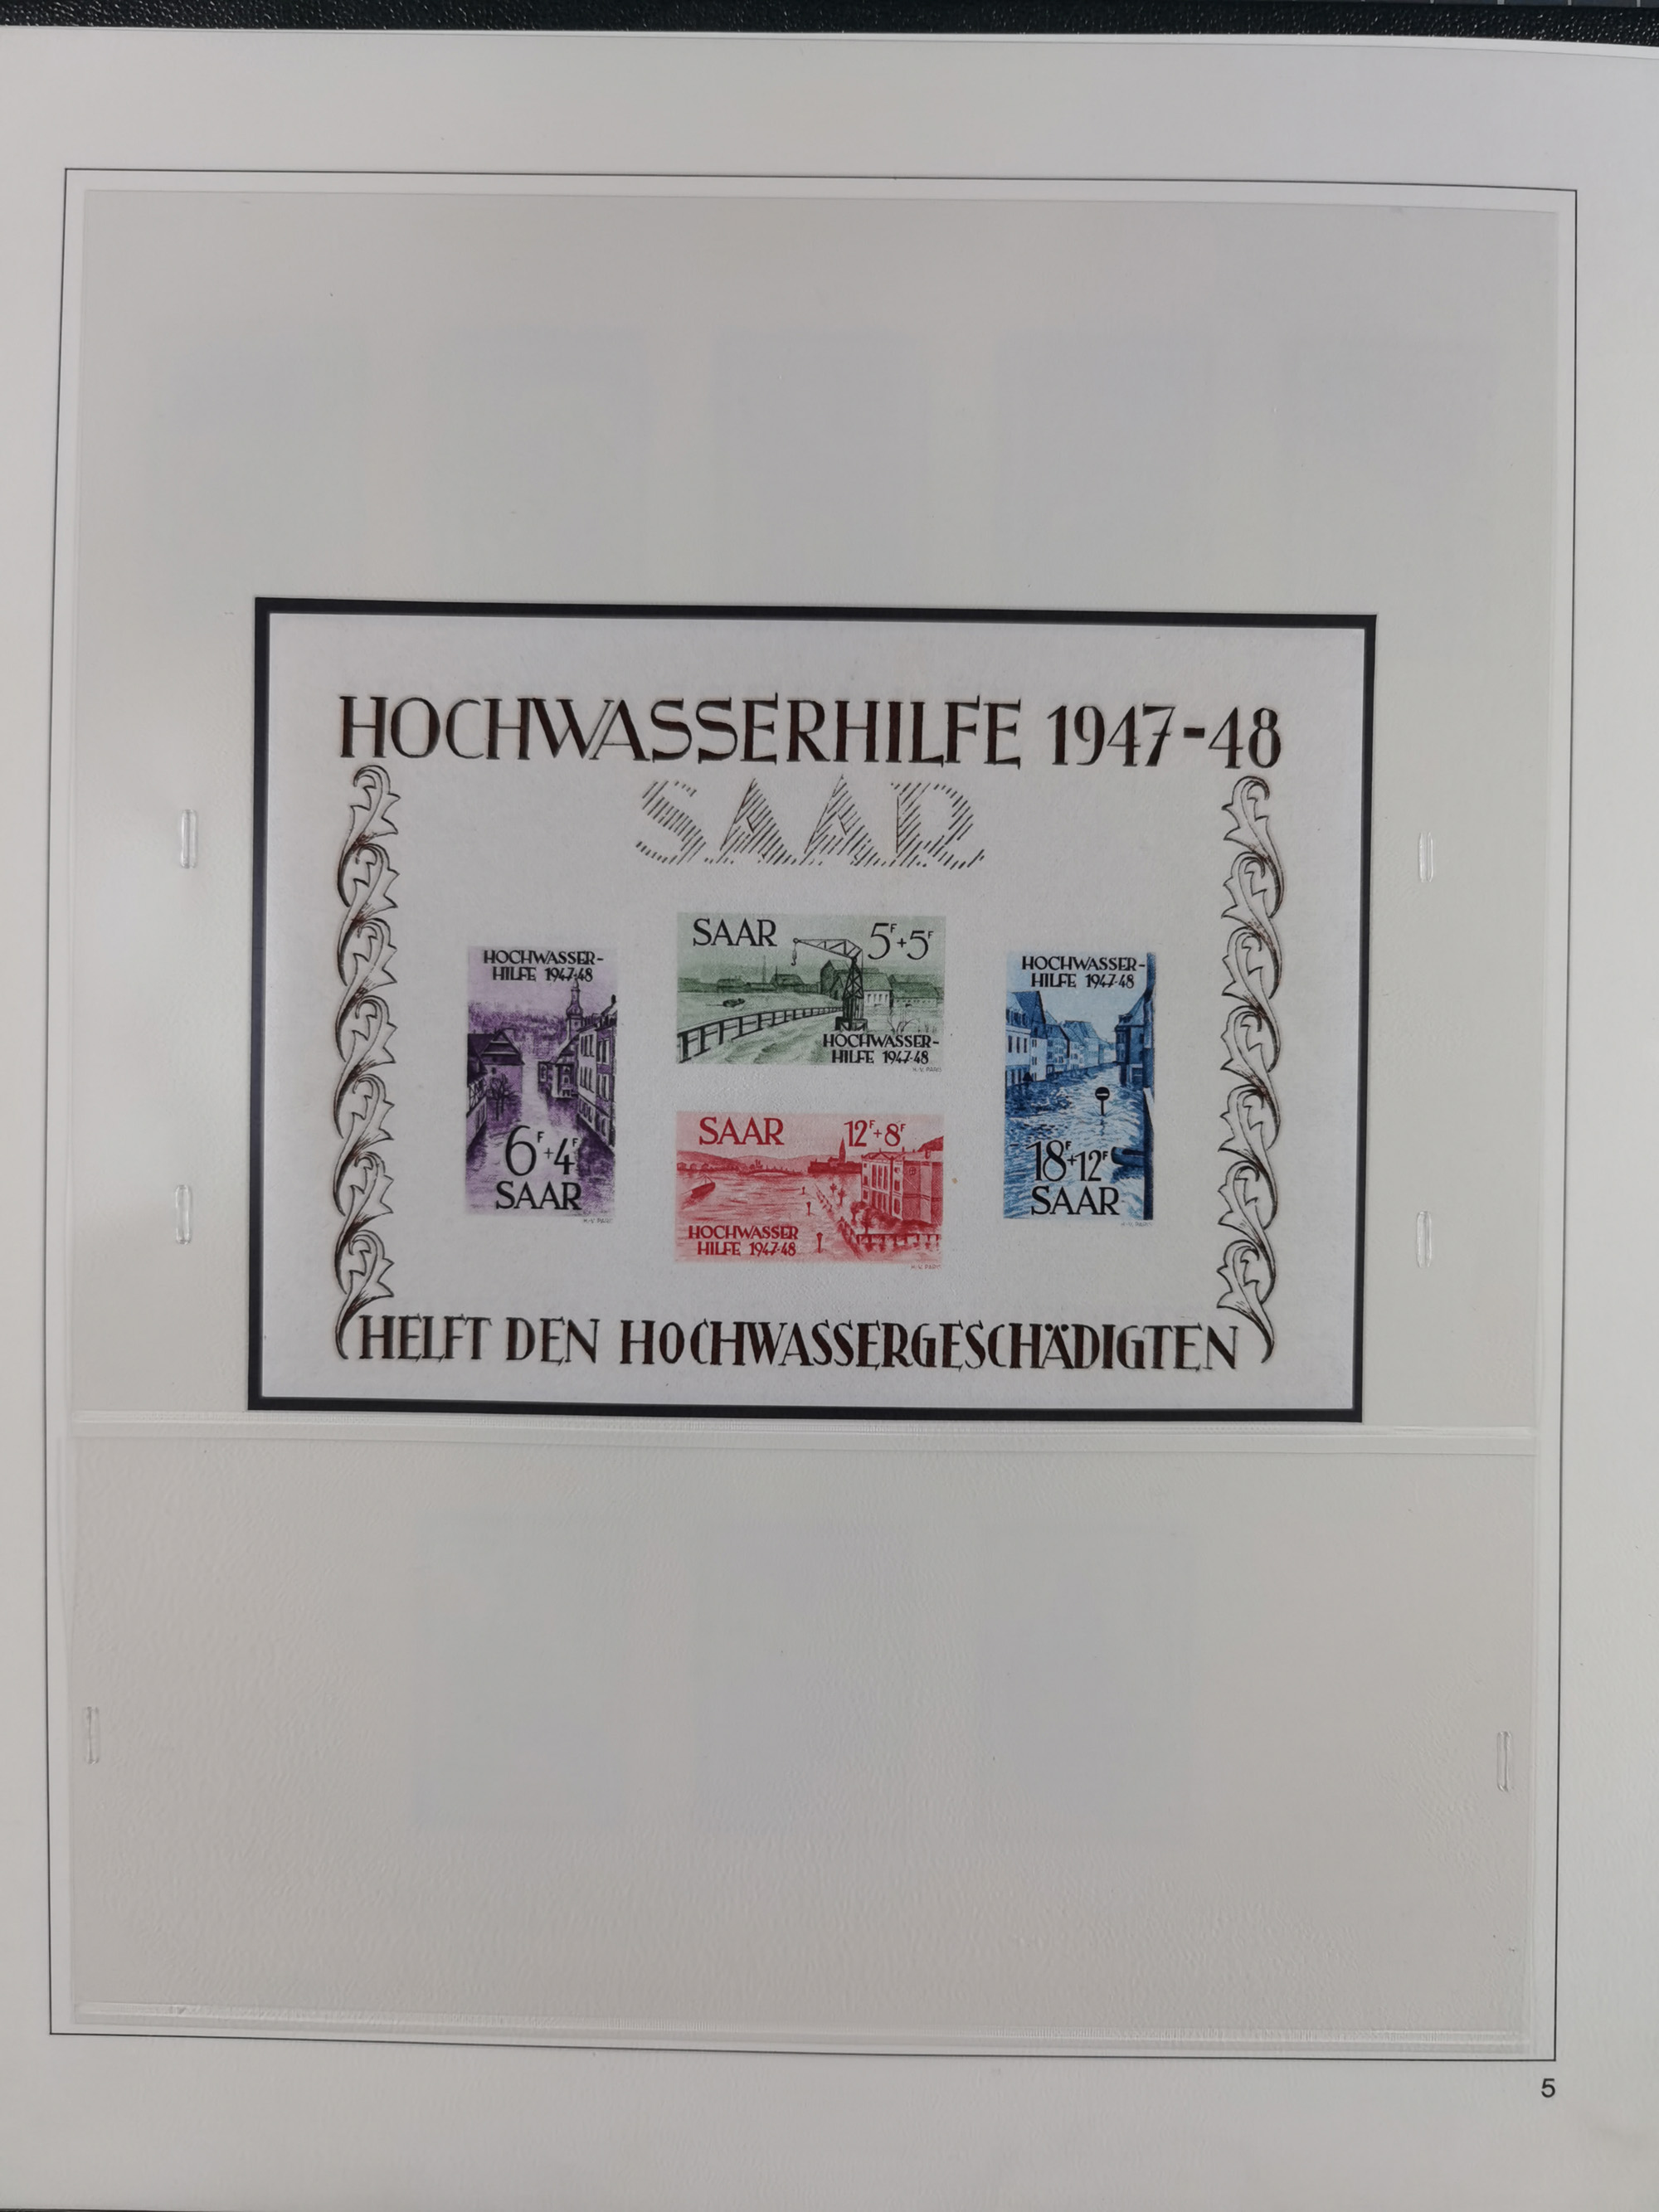 HOCHWASSERHILFE 1947-48
SAAR
HOCHWASSER-
HILFE 1947-48
6F+4F
SAAR
SAAR 5F+5F
HOCHWASSER-
HILFE 1947-48
SAAR 12F+8F
HOCHWASSER
HILFE 1947-48
HOCHWASSER-
HILFE 1947-48
18F+12F
SAAR
HELFT DEN HOCHWASSERGESCHÄDIGTEN
5